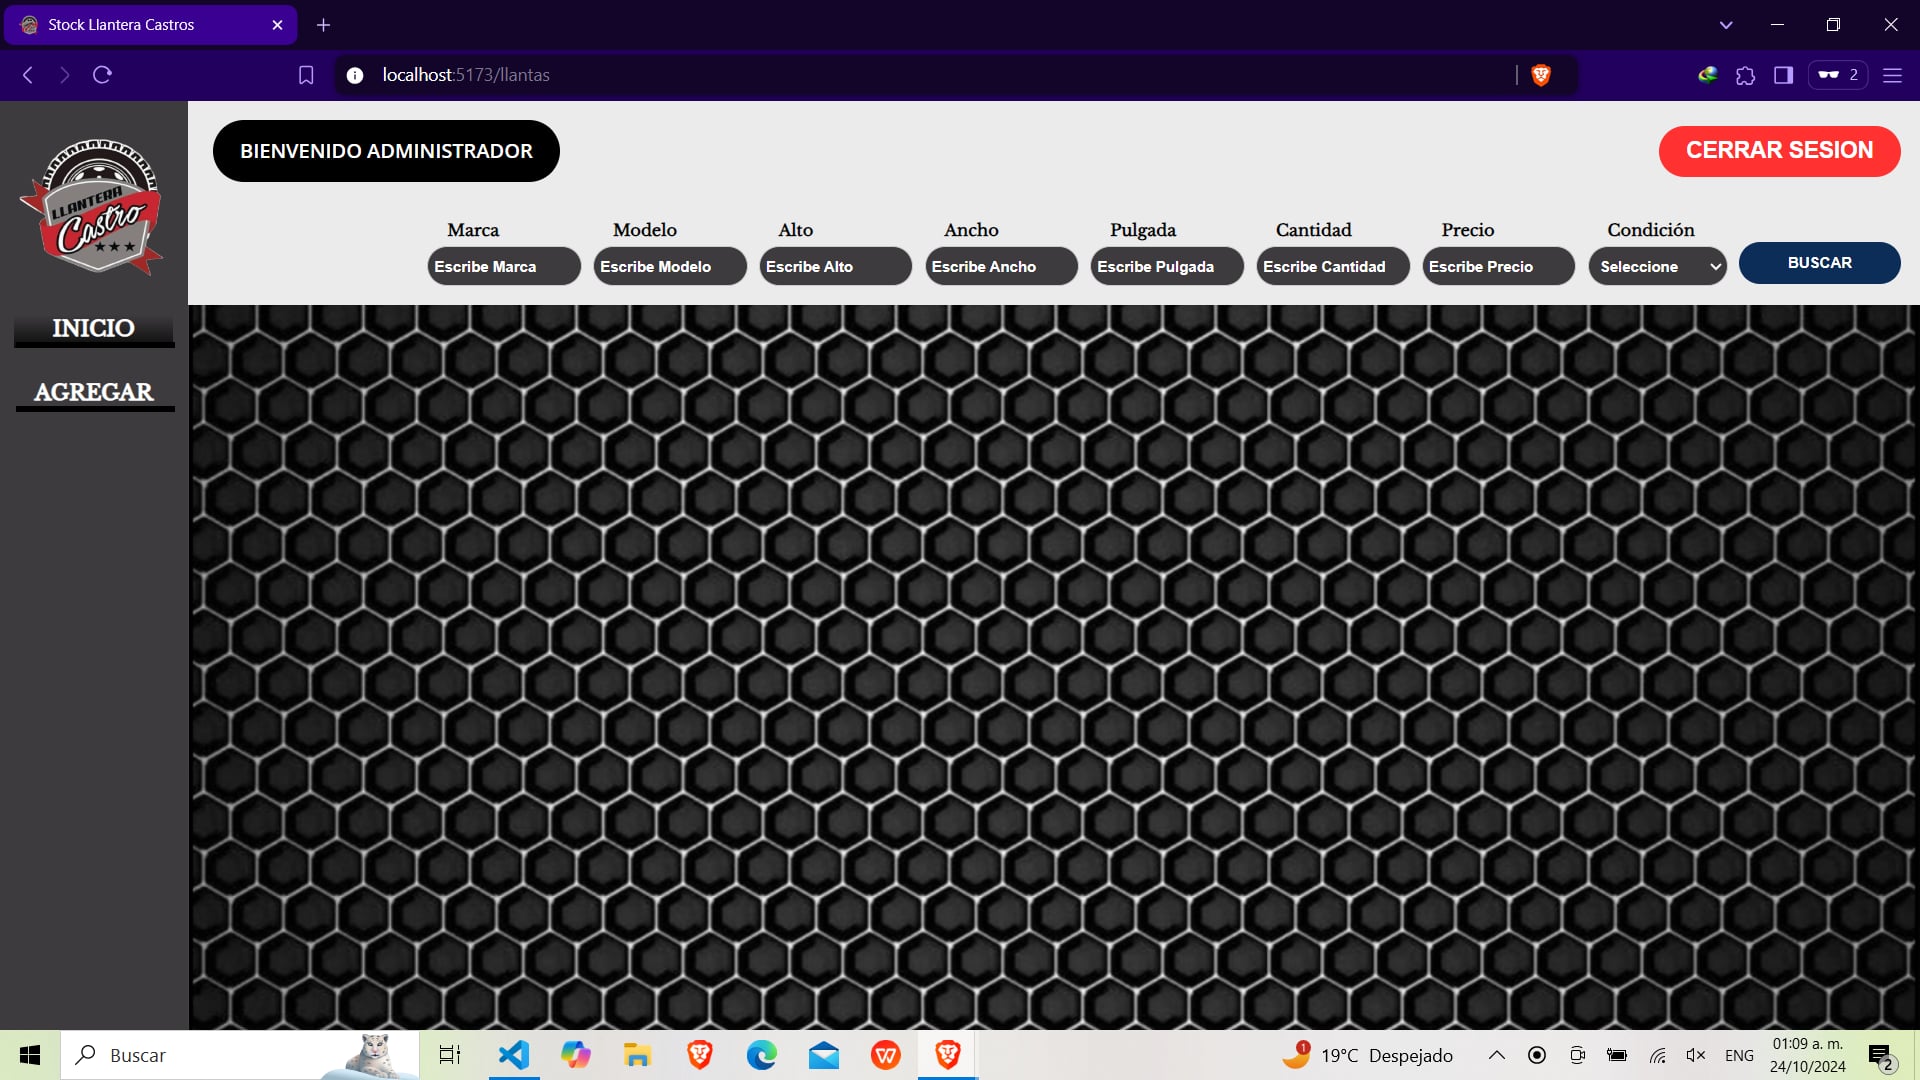 Stock Llantera Castros
localhost:5173/llantas
2
LLANTERA
Castro
BIENVENIDO ADMINISTRADOR
CERRAR SESION
Marca Modelo Alto Ancho Pulgada Cantidad Precio Condición
Escribe Marca Escribe Modelo Escribe Alto Escribe Ancho Escribe Pulgada Escribe Cantidad Escribe Precio Seleccione BUSCAR
INICIO
AGREGAR
Buscar
1
19°C Despejado
ENG
01:09 a. m.
24/10/2024
2